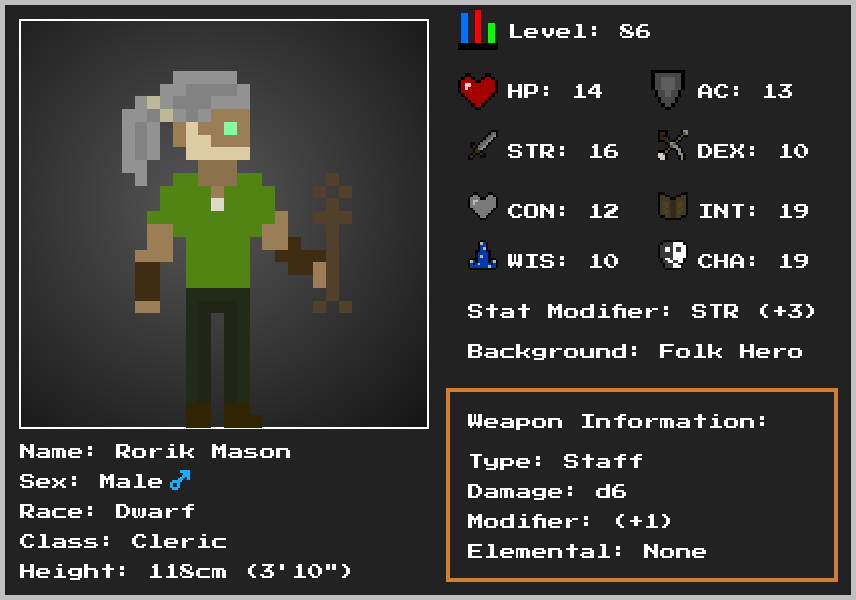 Level: 86
HP: 14
AC: 13
STR: 16
DEX: 10
CON: 12
INT: 19
WIS: 10
CHA: 19
Stat Modifier: STR (+3)
Background: Folk Hero
Weapon Information:
Type: Staff
Damage: d6
Modifier: (+1)
Elemental: None
Name: Rorik Mason
Sex: Male ♂
Race: Dwarf
Class: Cleric
Height: 118cm (3'10")